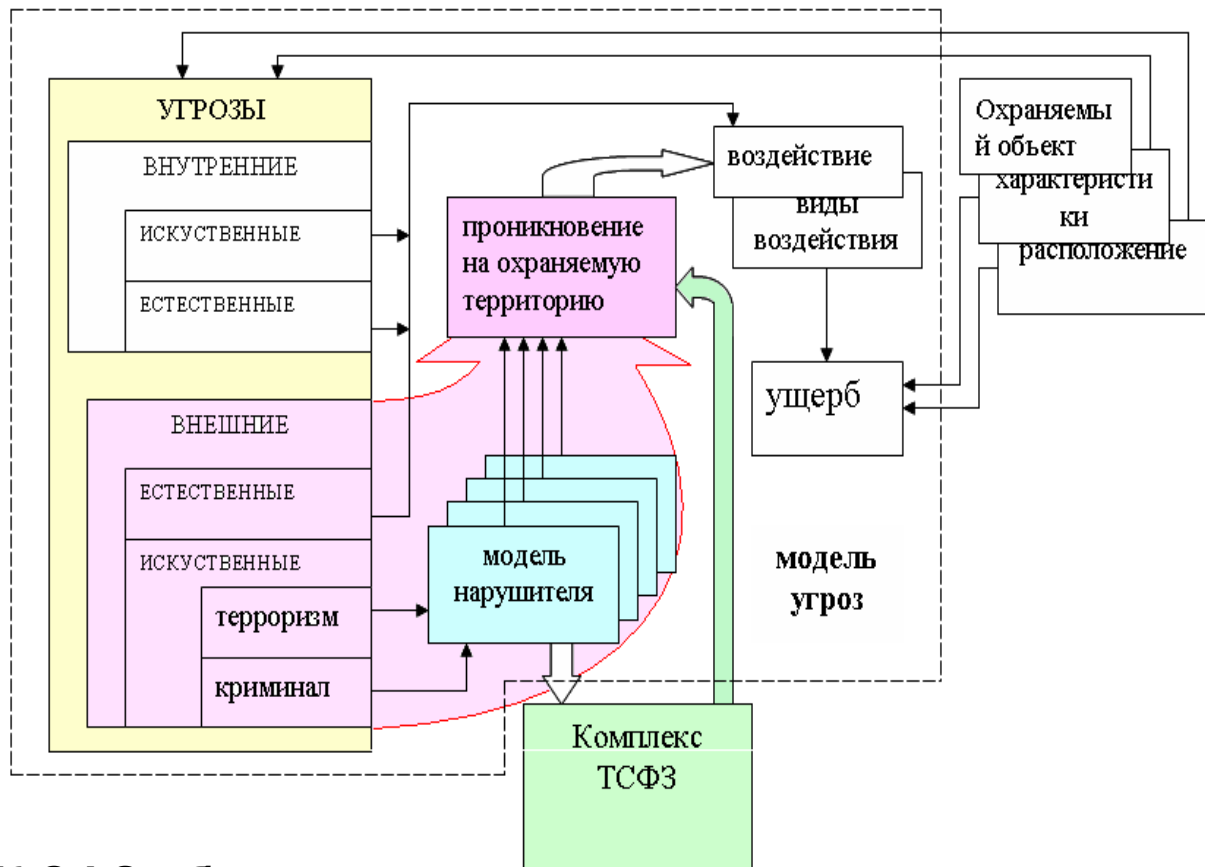 УГРОЗЫ
ВНУТРЕННИЕ
ИСКУСТВЕННЫЕ
ЕСТЕСТВЕННЫЕ
ВНЕШНИЕ
ЕСТЕСТВЕННЫЕ
ИСКУСТВЕННЫЕ
терроризм
криминал
проникновение
на охраняемую
территорию
модель
нарушителя
воздействие
виды
воздействия
ущерб
Охраняемы
й объект
характеристи
ки
расположение
модель
угроз
Комплекс
ТСФЗ